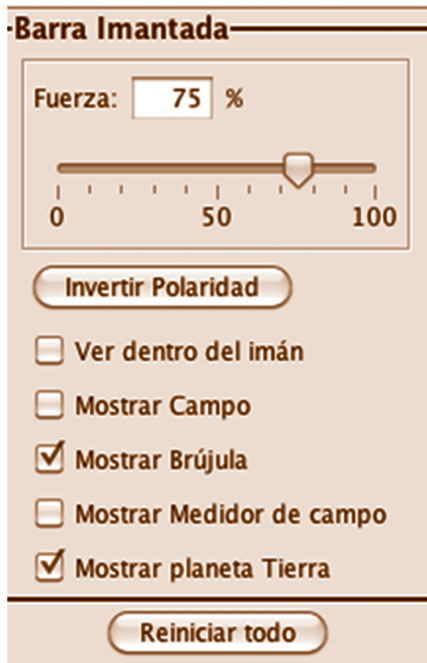 Barra Imantada
Fuerza: 75 %
0 50 100
Invertir Polaridad
Ver dentro del imán
Mostrar Campo
Mostrar Brújula
Mostrar Medidor de campo
Mostrar planeta Tierra
Reiniciar todo